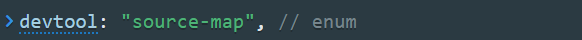 devtool: "source-map", // enum